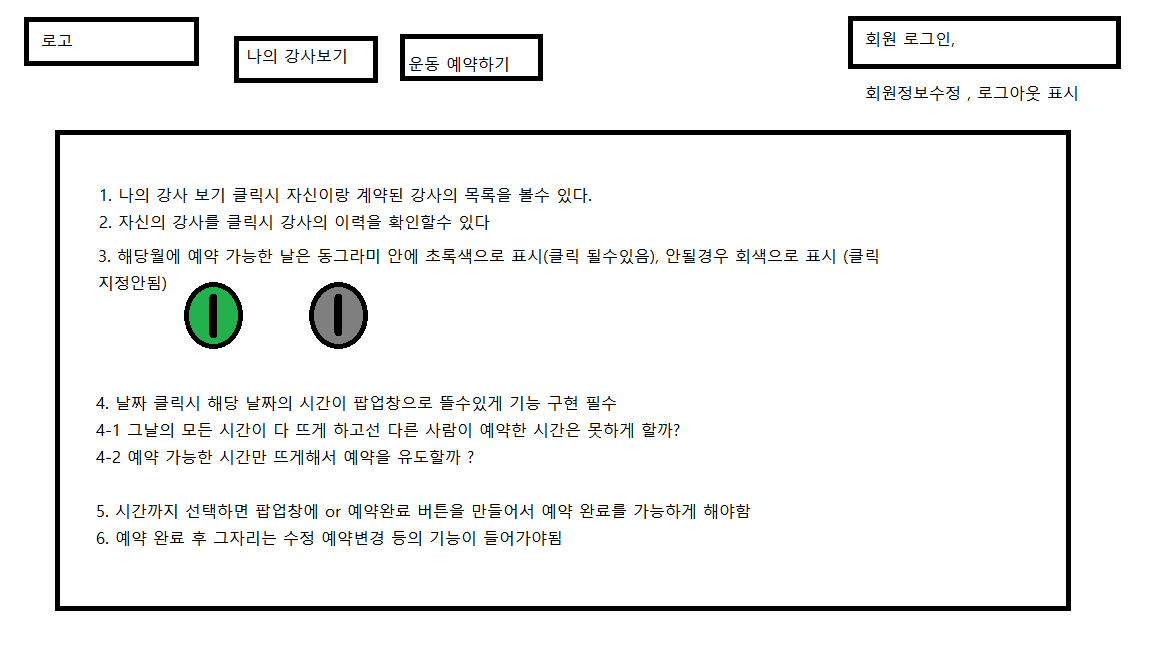 로고
나의 강사보기
운동 예약하기
회원 로그인,
회원정보수정 , 로그아웃 표시
1. 나의 강사 보기 클릭시 자신이랑 계약된 강사의 목록을 볼수 있다.
2. 자신의 강사를 클릭시 강사의 이력을 확인할수 있다
3. 해당월에 예약 가능한 날은 동그라미 안에 초록색으로 표시(클릭 될수있음), 안될경우 회색으로 표시 (클릭
지정안됨)
4. 날짜 클릭시 해당 날짜의 시간이 팝업창으로 뜰수있게 기능 구현 필수
4-1 그날의 모든 시간이 다 뜨게 하고선 다른 사람이 예약한 시간은 못하게 할까?
4-2 예약 가능한 시간만 뜨게해서 예약을 유도할까 ?
5. 시간까지 선택하면 팝업창에 or 예약완료 버튼을 만들어서 예약 완료를 가능하게 해야함
6. 예약 완료 후 그자리는 수정 예약변경 등의 기능이 들어가야됨